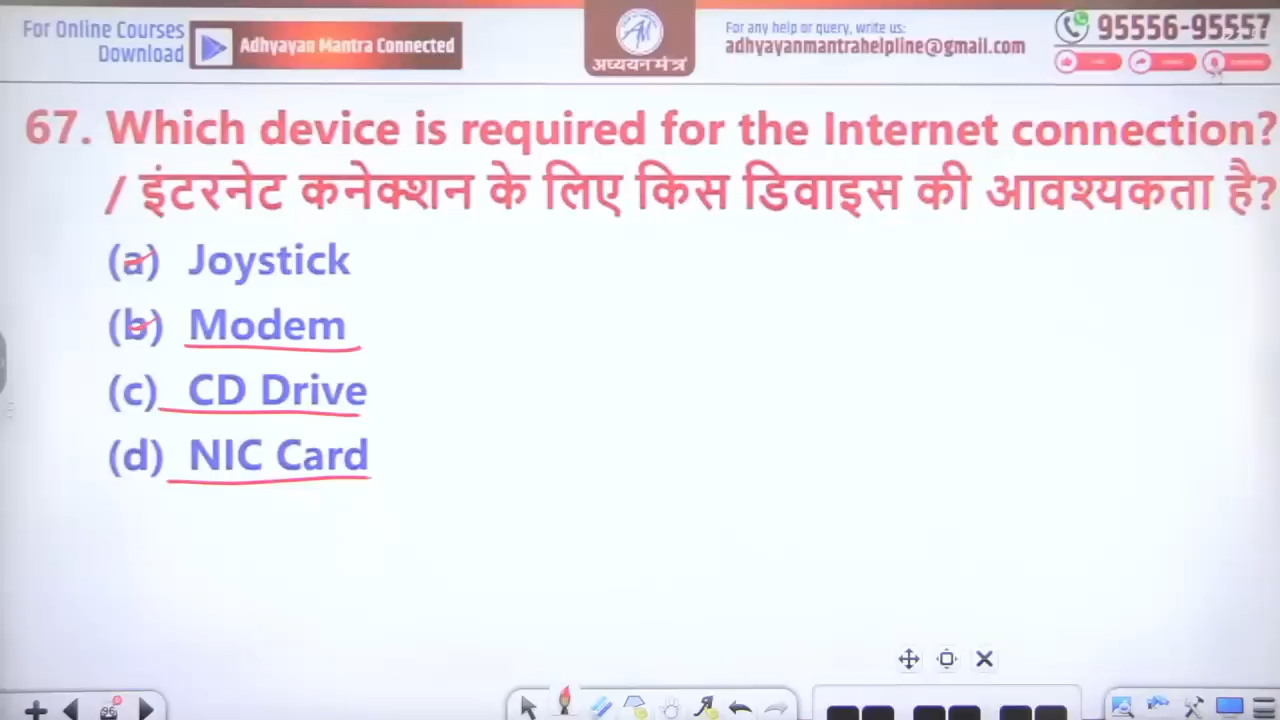 For Online Courses
Download
Adhyayan Mantra Connected
अध्ययन मंत्र
For any help or query, write us:
adhyayanmantrahelpline@gmail.com
95556-95557
67. Which device is required for the Internet connection?
/ इंटरनेट कनेक्शन के लिए किस डिवाइस की आवश्यकता है?
(a) Joystick
(b) Modem
(c) CD Drive
(d) NIC Card